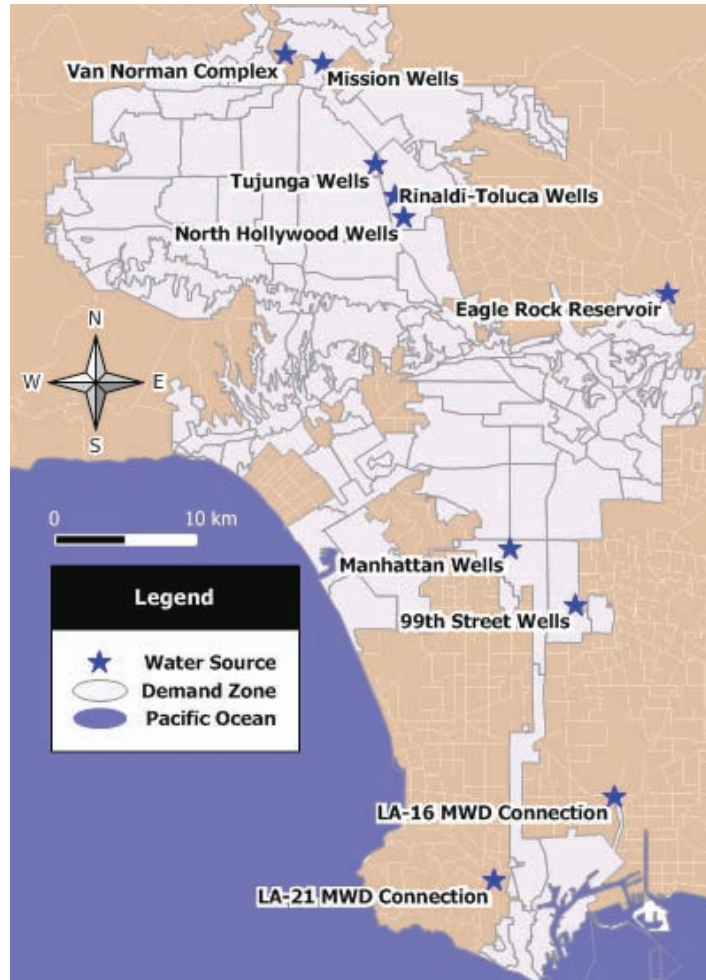 Van Norman Complex
Mission Wells
Tujunga Wells
Rinaldi-Toluca Wells
North Hollywood Wells
Eagle Rock Reservoir
N
W
E
S
0
10 km
Manhattan Wells
99th Street Wells
Legend
Water Source
Demand Zone
Pacific Ocean
LA-16 MWD Connection
LA-21 MWD Connection